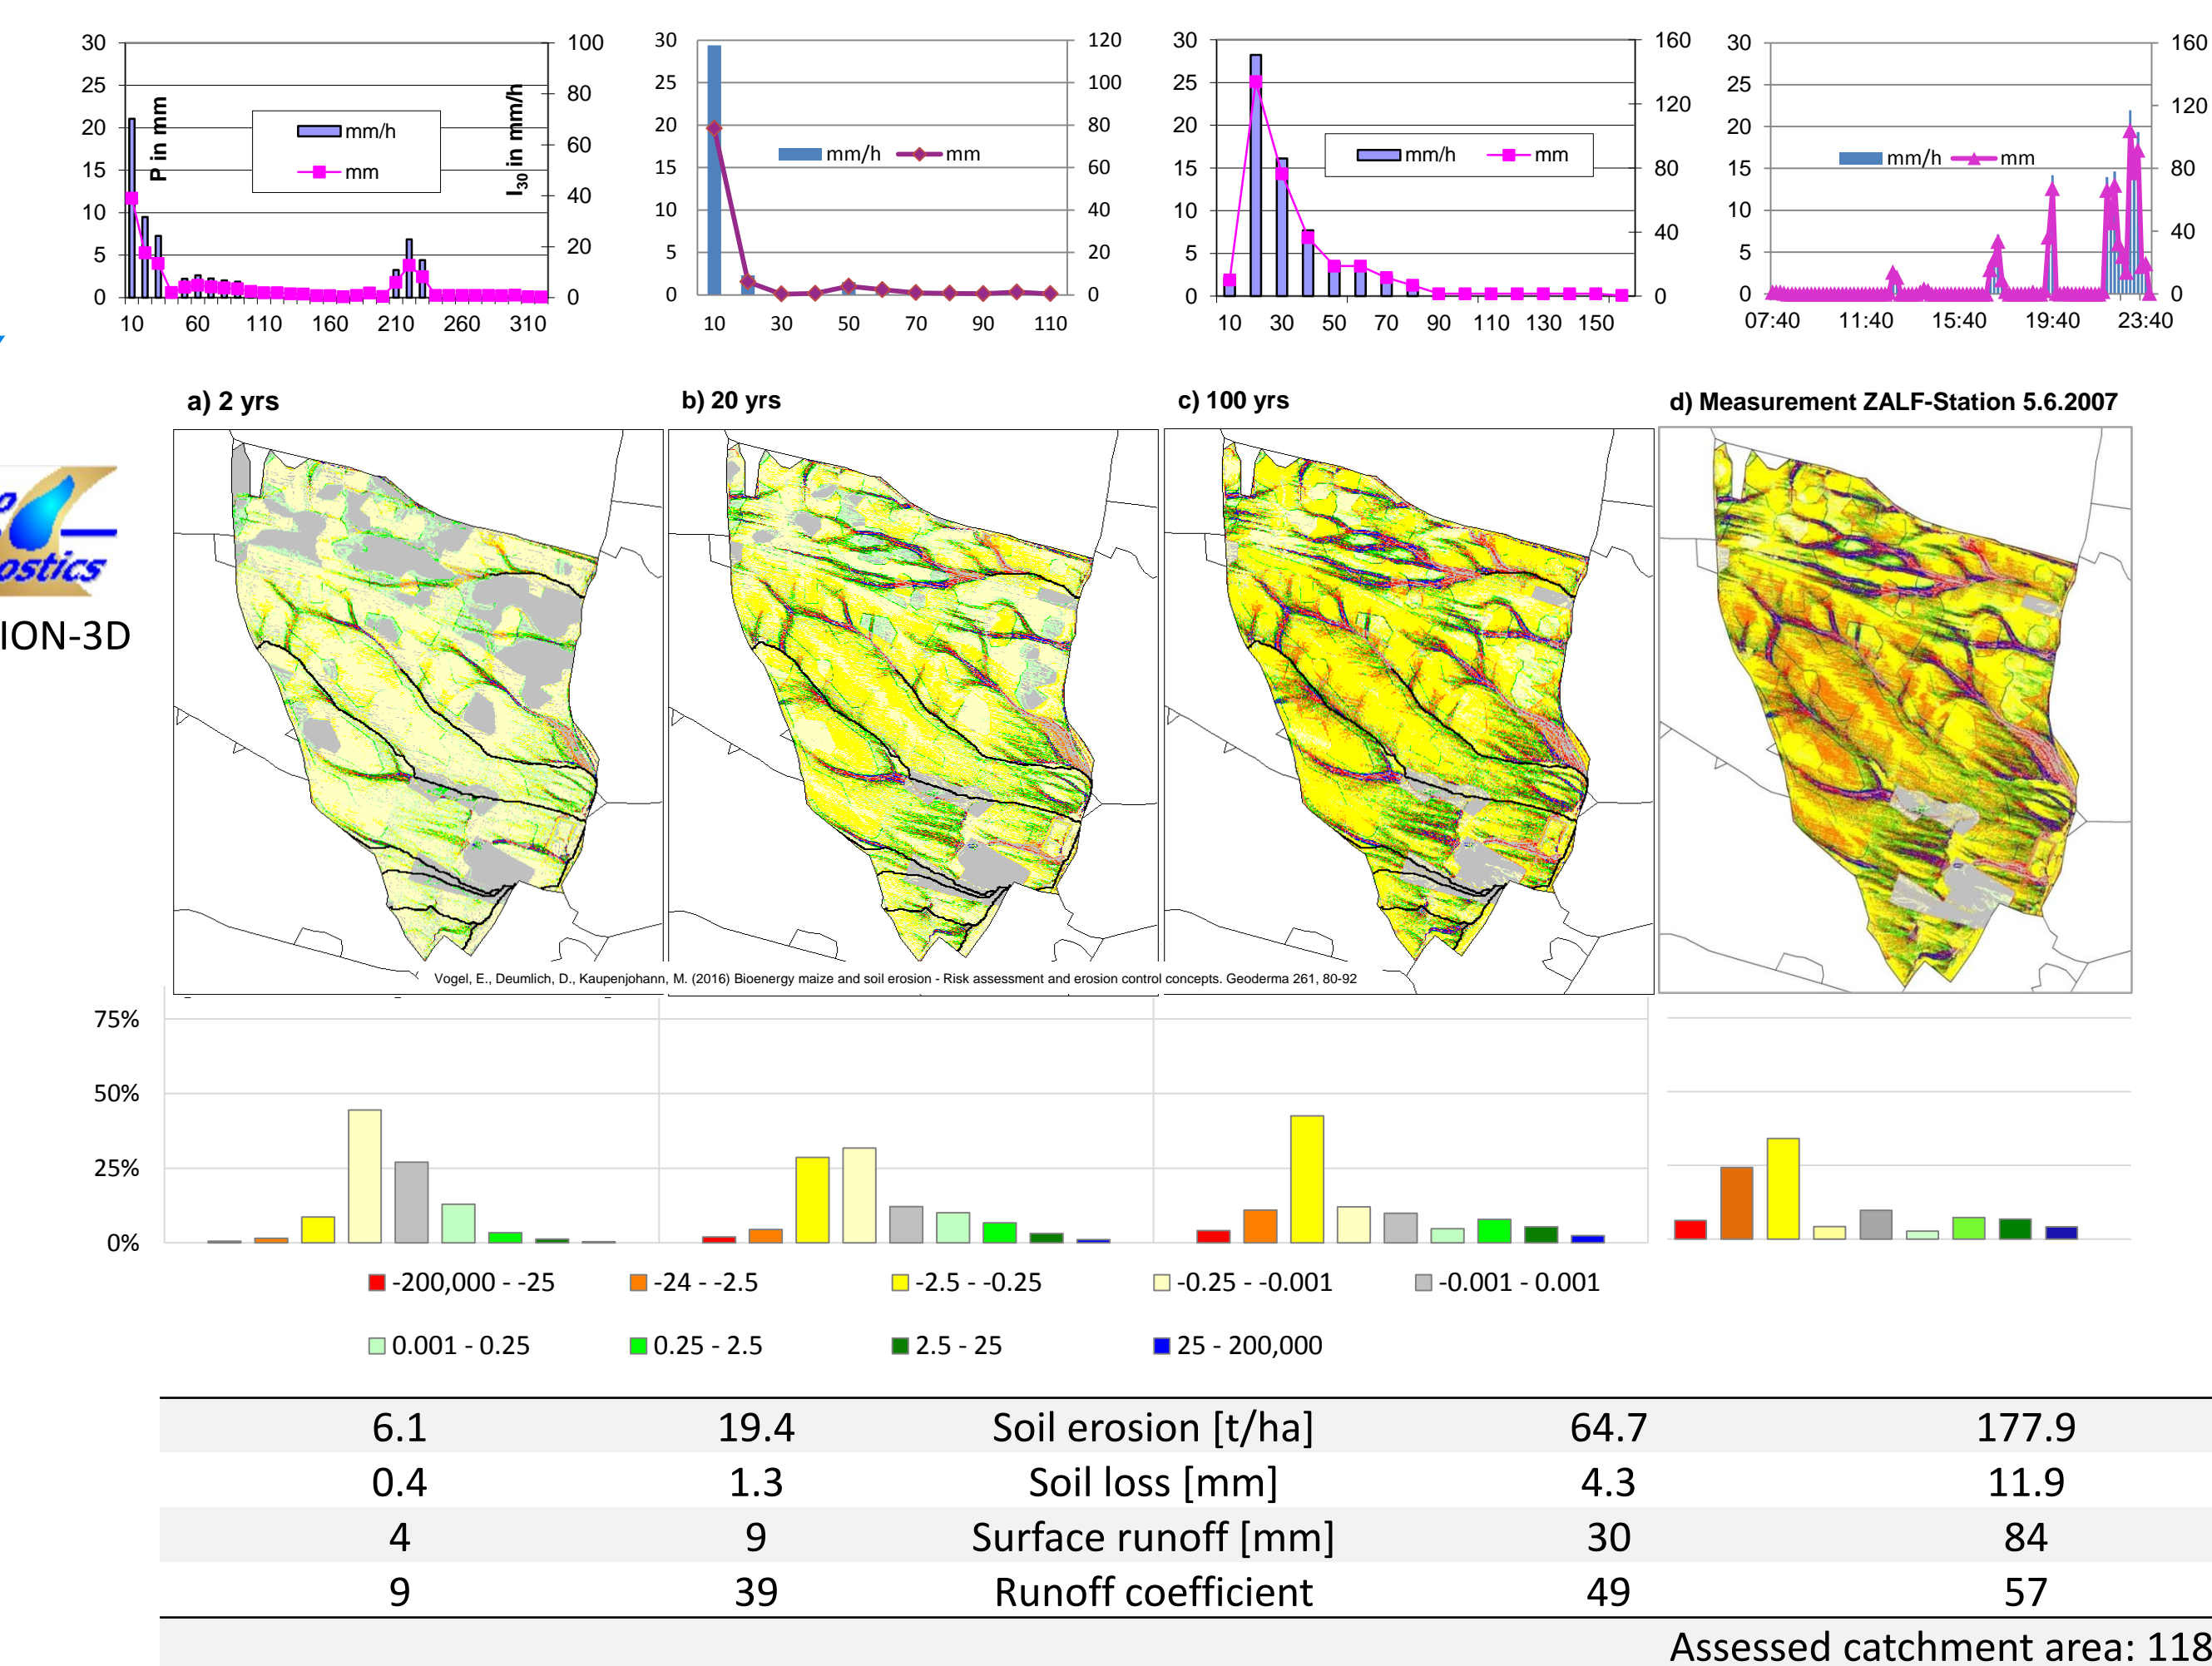 30 25 20 15 10 5 0
P in mm
100 80 60 40 20 0
I30 in mm/h
mm/h
mm
10 60 110 160 210 260 310
30 25 20 15 10 5 0
120 100 80 60 40 20 0
mm/h mm
10 30 50 70 90 110
30 25 20 15 10 5 0
160 120 80 40 0
mm/h mm
10 30 50 70 90 110 130 150
30 25 20 15 10 5 0
160 120 80 40 0
mm/h mm
07:40 11:40 15:40 19:40 23:40
a) 2 yrs
b) 20 yrs
c) 100 yrs
d) Measurement ZALF-Station 5.6.2007
o
ostics
ION-3D
Vogel, E., Deumlich, D., Kaupenjohann, M. (2016) Bioenergy maize and soil erosion - Risk assessment and erosion control concepts. Geoderma 261, 80-92
75%
50%
25%
0%
-200,000 - -25 -24 - -2.5 -2.5 - -0.25 -0.25 - -0.001 -0.001 - 0.001
0.001 - 0.25 0.25 - 2.5 2.5 - 25 25 - 200,000
6.1 19.4 Soil erosion [t/ha] 64.7 177.9
0.4 1.3 Soil loss [mm] 4.3 11.9
4 9 Surface runoff [mm] 30 84
9 39 Runoff coefficient 49 57
Assessed catchment area: 118